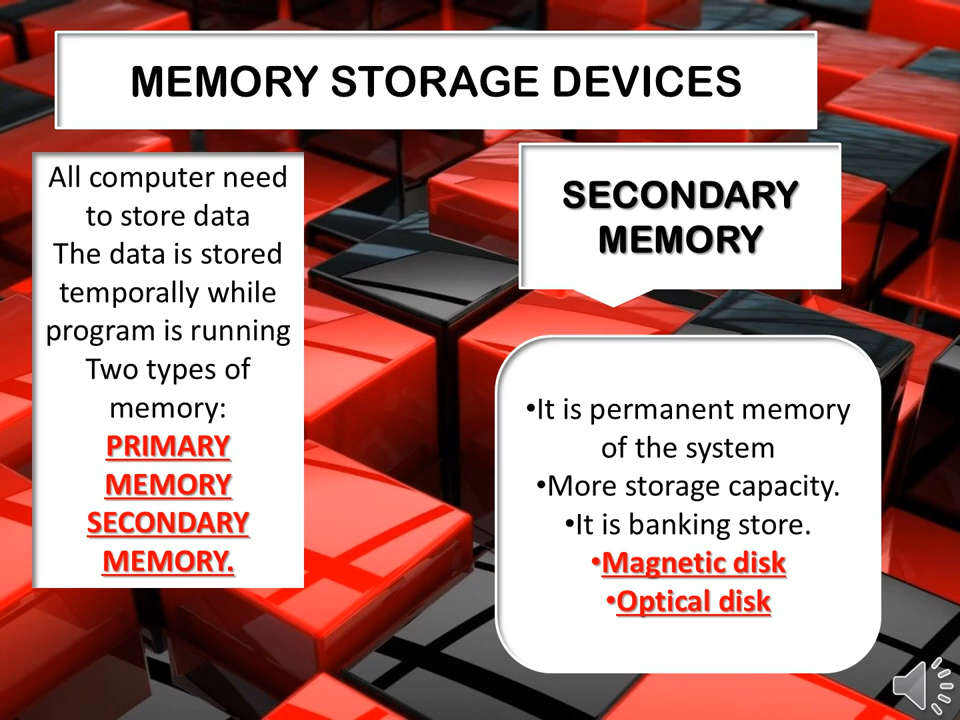 MEMORY STORAGE DEVICES
All computer need
to store data
The data is stored
temporally while
program is running
Two types of
memory:
PRIMARY
MEMORY
SECONDARY
MEMORY.
SECONDARY
MEMORY
•It is permanent memory
of the system
•More storage capacity.
•It is banking store.
•Magnetic disk
•Optical disk